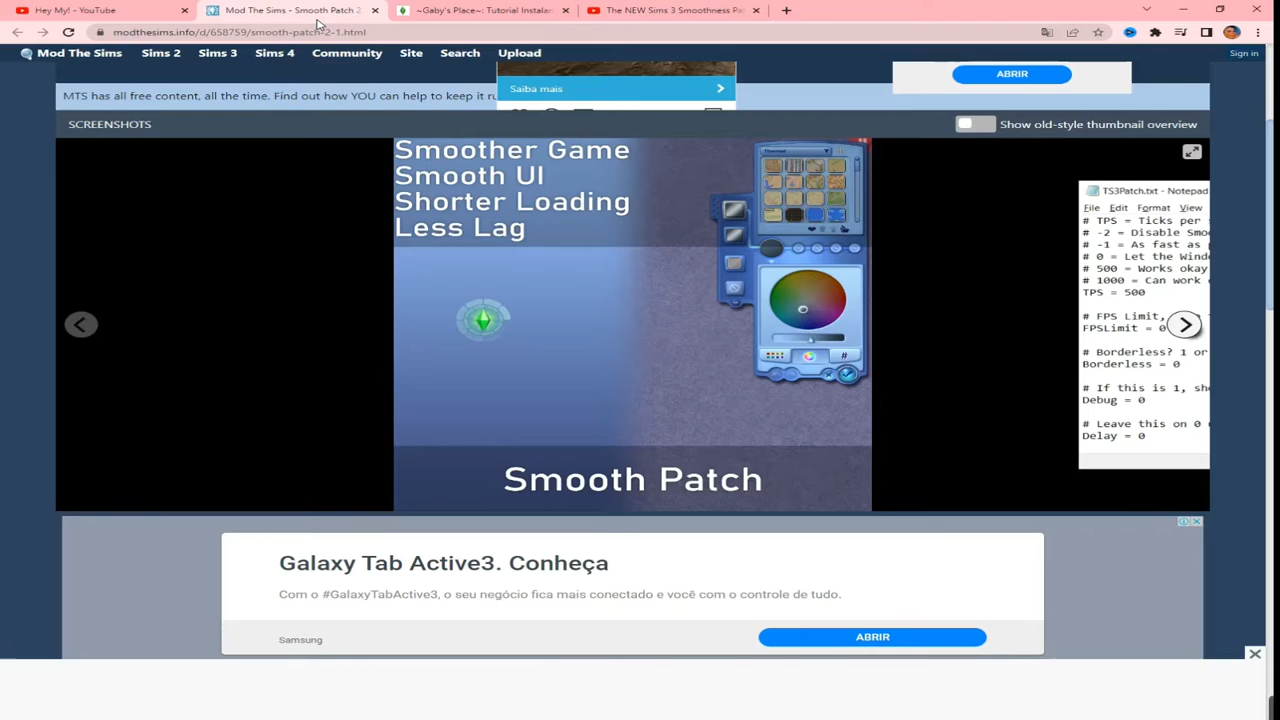 Hey My! - YouTube
Mod The Sims - Smooth Patch 2
~Gaby's Place~: Tutorial Instalan
The NEW Sims 3 Smoothness Pat
modthesims.info/d/658759/smooth-patch-2-1.html
Mod The Sims Sims 2 Sims 3 Sims 4 Community Site Search Upload Sign in
ABRIR
Saiba mais
MTS has all free content, all the time. Find out how YOU can help to keep it ru
SCREENSHOTS
Show old-style thumbnail overview
Smoother Game
Smooth UI
Shorter Loading
Less Lag
Smooth Patch
TS3Patch.txt - Notepad
File Edit Format View
# TPS = Ticks per
# -2 = Disable Smo
# -1 = As fast as p
# 0 = Let the Windo
# 500 = Works okay
# 1000 = Can work
TPS = 500
# FPS Limit,
FPSLimit = 0
# Borderless? 1 or
Borderless = 0
# If this is 1, sh
Debug = 0
# Leave this on 0
Delay = 0
Galaxy Tab Active3. Conheça
Com o #GalaxyTabActive3, o seu negócio fica mais conectado e você com o controle de tudo.
Samsung
ABRIR